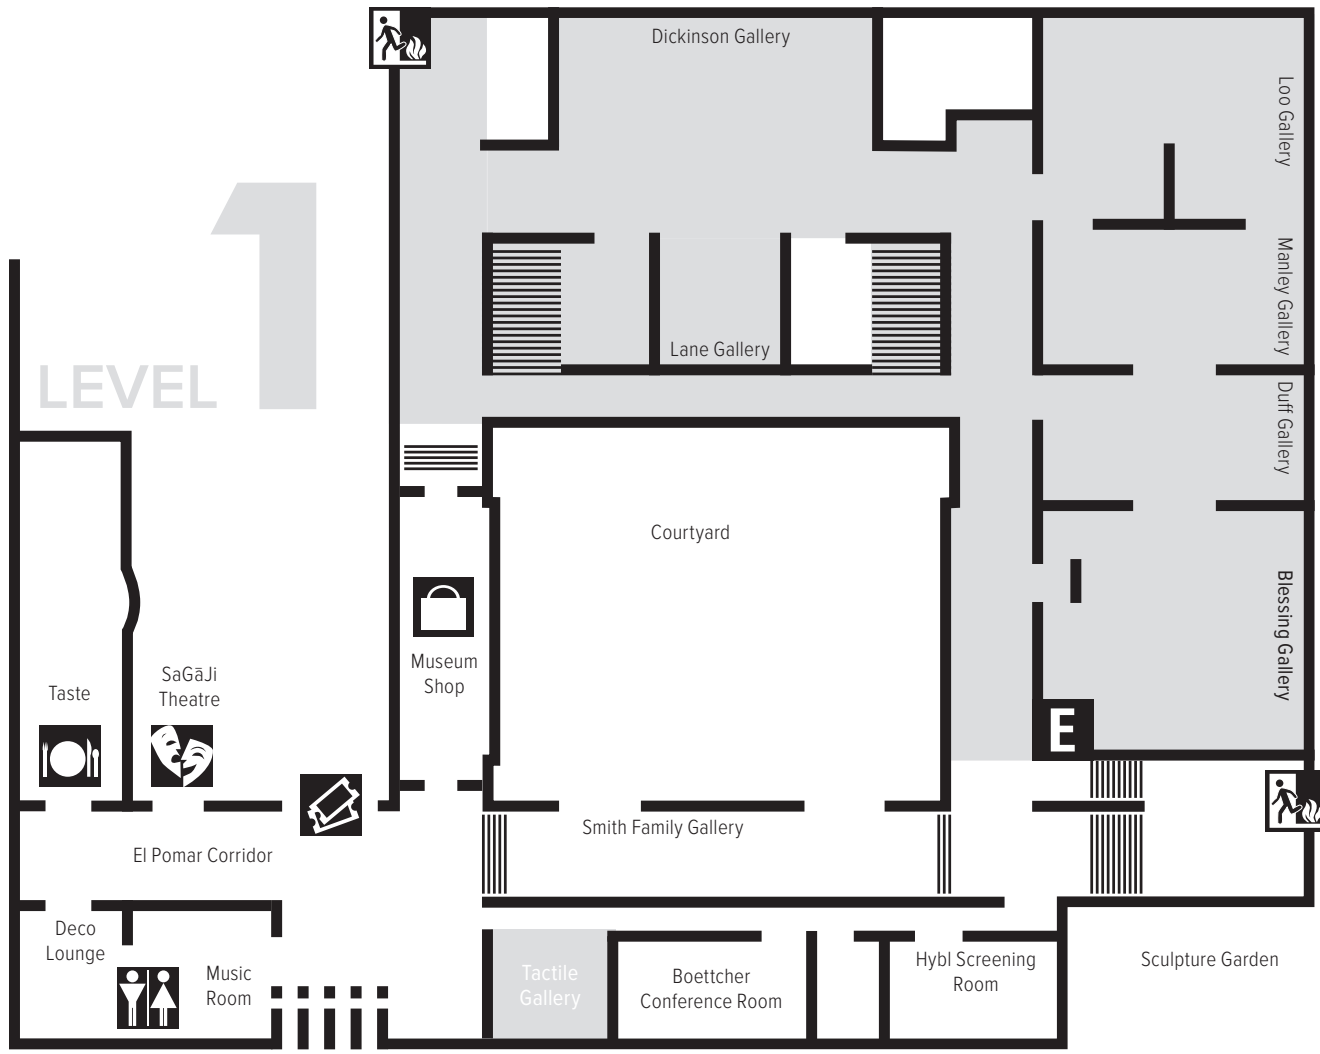 Dickinson Gallery
Loo Gallery
LEVEL 1
Manley Gallery
Lane Gallery
Duff Gallery
Courtyard
Blessing Gallery
Museum
Shop
SaGāJi
Theatre
Taste
E
Smith Family Gallery
El Pomar Corridor
Deco
Lounge
Music
Room
Tactile
Gallery
Boettcher
Conference Room
Hybl Screening
Room
Sculpture Garden